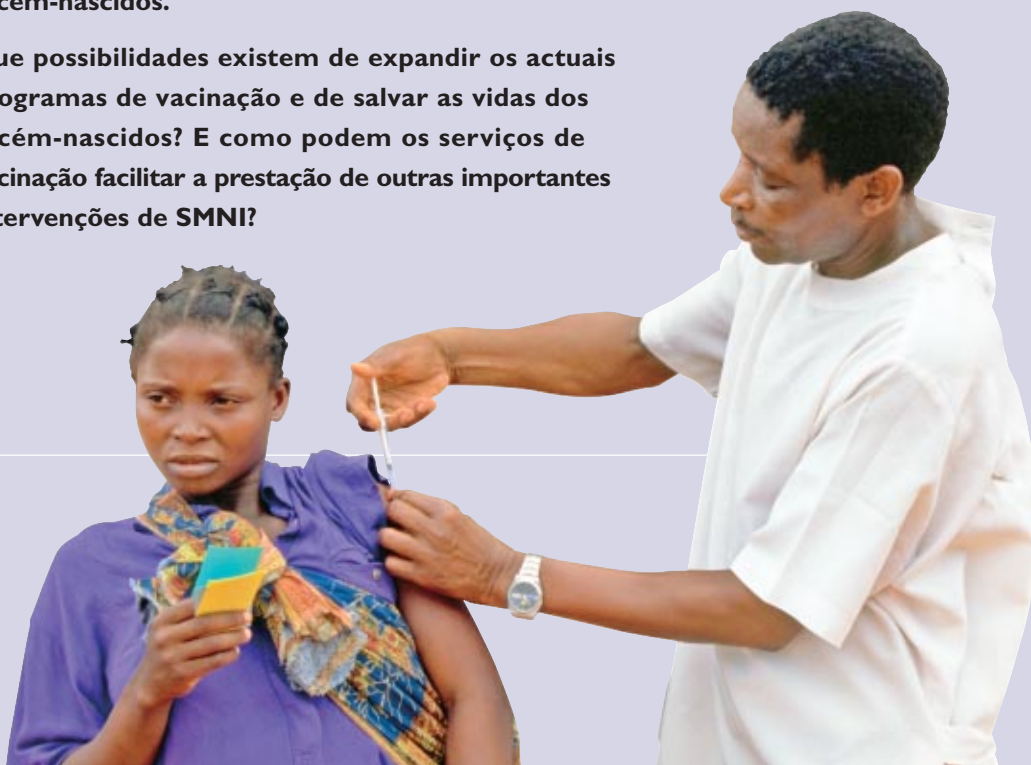 cém-nascidos.
ue possibilidades existem de expandir os actuais
ogramas de vacinação e de salvar as vidas dos
cém-nascidos? E como podem os serviços de
cinação facilitar a prestação de outras importantes
tervenções de SMNI?